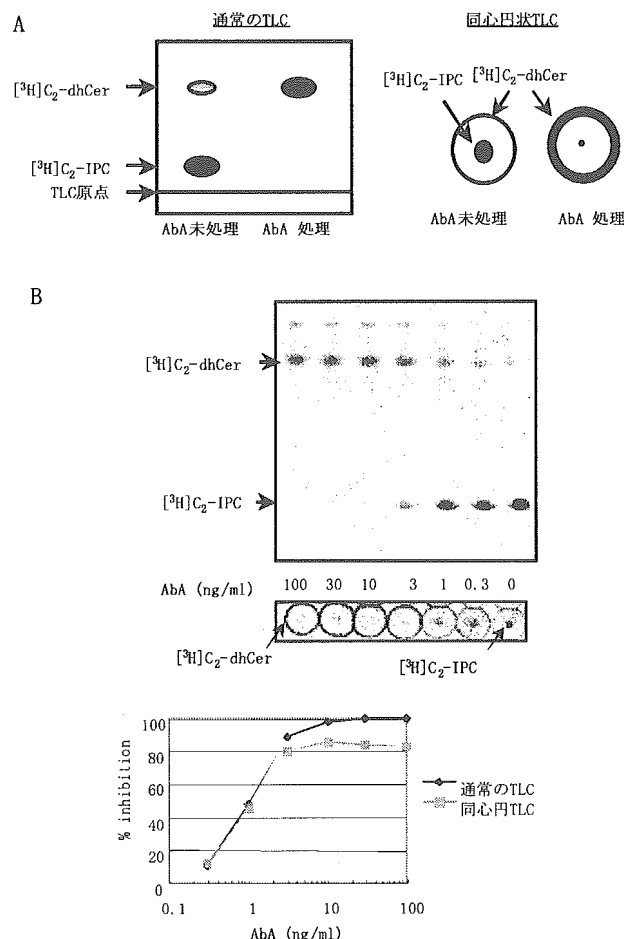 A
通常のTLC
同心円状TLC
[³H]C₂-dhCer
[³H]C₂-IPC
TLC原点
AbA未処理 AbA 処理
[³H]C₂-IPC [³H]C₂-dhCer
AbA未処理 AbA 処理
B
[³H]C₂-dhCer
[³H]C₂-IPC
AbA (ng/ml) 100 30 10 3 1 0.3 0
[³H]C₂-dhCer
[³H]C₂-IPC
% inhibition
100
80
60
40
20
0
0.1 1 10 100
AbA (ng/ml)
通常のTLC
同心円TLC